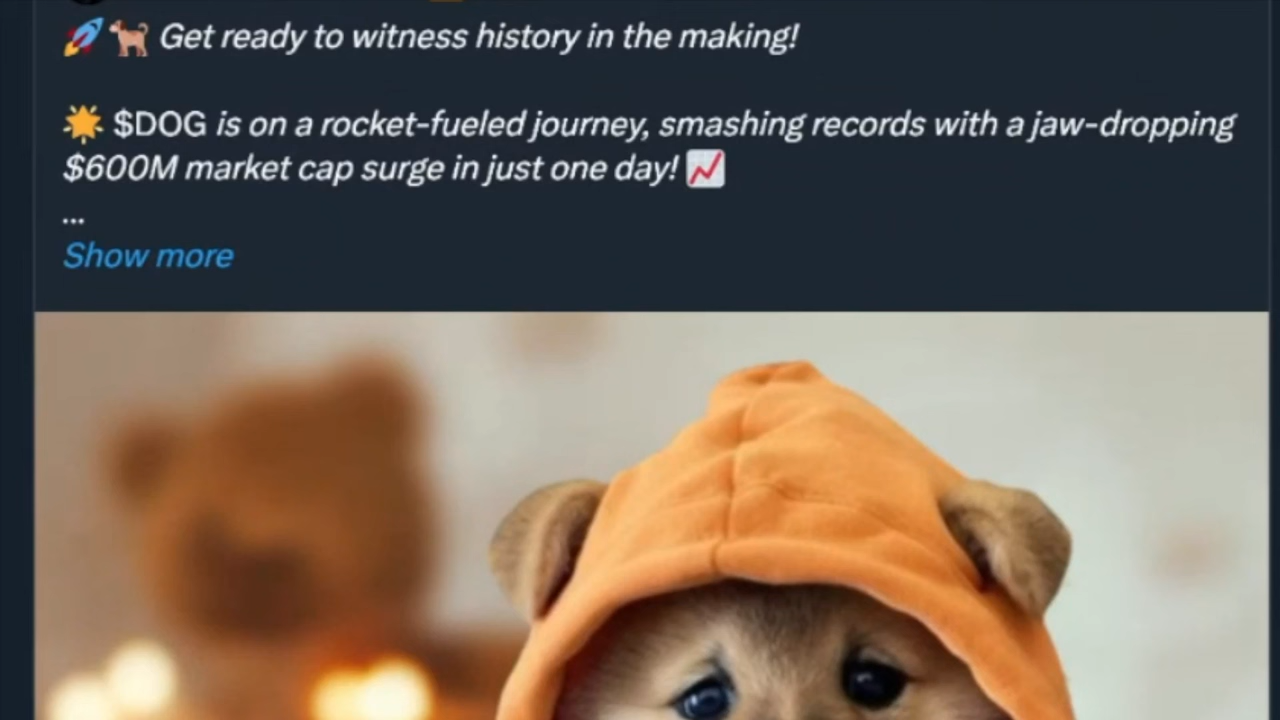 🚀🐕 Get ready to witness history in the making!
🌟 $DOG is on a rocket-fueled journey, smashing records with a jaw-dropping
$600M market cap surge in just one day! 📈
...
Show more